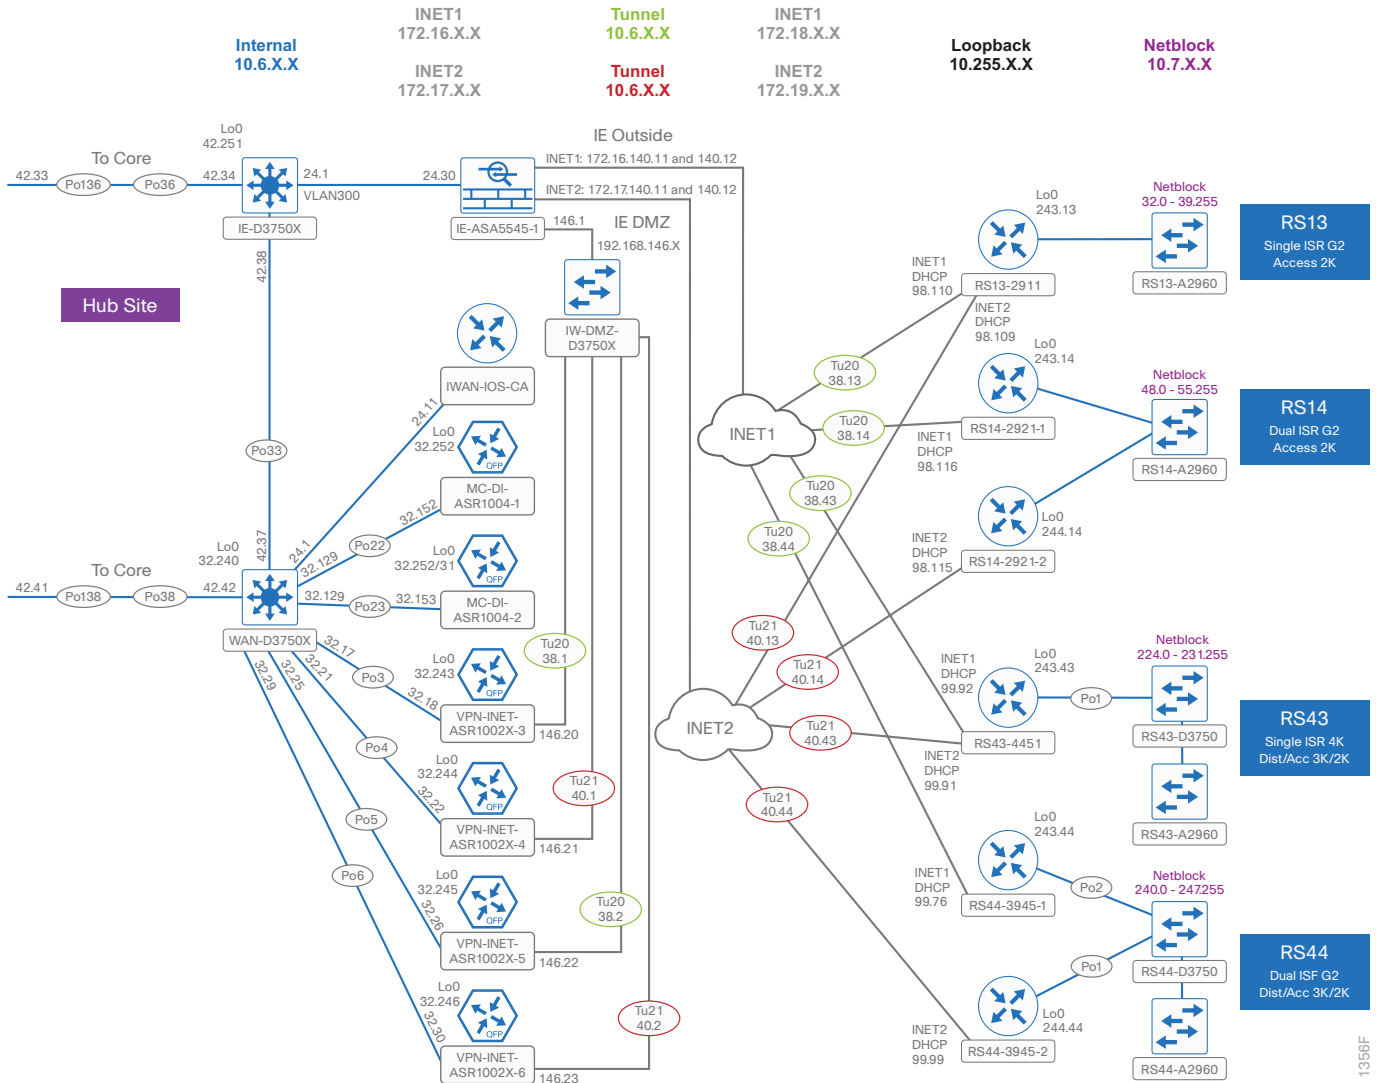 INET1
172.16.X.X
Tunnel
10.6.X.X
INET1
172.18.X.X
Internal
10.6.X.X
Loopback
10.255.X.X
Netblock
10.7.X.X
INET2
172.17.X.X
Tunnel
10.6.X.X
INET2
172.19.X.X
Lo0
42.251
To Core
42.33
Po136
Po36
42.34
24.1
VLAN300
24.30
IE-D3750X
IE-ASA5545-1
IE Outside
INET1: 172.16.140.11 and 140.12
INET2: 172.17.140.11 and 140.12
146.1
IE DMZ
192.168.146.X
42.38
Hub Site
IW-DMZ-
D3750X
IWAN-IOS-CA
24.11
Lo0
32.252
QFP
MC-DI-
ASR1004-1
Po33
42.37
Lo0
32.240
24.1
32.129
Po22
32.152
Lo0
32.252/31
QFP
To Core
42.41
Po138
Po38
42.42
32.129
Po23
32.153
MC-DI-
ASR1004-2
WAN-D3750X
32.17
32.21
32.25
32.29
Po3
32.18
Lo0
32.243
QFP
VPN-INET-
ASR1002X-3
146.20
Tu20
38.1
Po4
32.22
Lo0
32.244
QFP
VPN-INET-
ASR1002X-4
146.21
Tu21
40.1
Po5
32.26
Lo0
32.245
QFP
VPN-INET-
ASR1002X-5
146.22
Tu20
38.2
Po6
32.30
Lo0
32.246
QFP
VPN-INET-
ASR1002X-6
146.23
Tu21
40.2
INET1
INET2
Tu20
38.13
Tu20
38.14
Tu20
38.43
Tu20
38.44
Tu21
40.13
Tu21
40.14
Tu21
40.43
Tu21
40.44
Lo0
243.13
INET1
DHCP
98.110
RS13-2911
INET2
DHCP
98.109
Netblock
32.0 - 39.255
RS13-A2960
RS13
Single ISR G2
Access 2K
Lo0
243.14
INET1
DHCP
98.116
RS14-2921-1
Netblock
48.0 - 55.255
RS14-A2960
RS14
Dual ISR G2
Access 2K
Lo0
244.14
INET2
DHCP
98.115
RS14-2921-2
Lo0
243.43
INET1
DHCP
99.92
RS43-4451
INET2
DHCP
99.91
Po1
Netblock
224.0 - 231.255
RS43-D3750
RS43-A2960
RS43
Single ISR 4K
Dist/Acc 3K/2K
Lo0
243.44
INET1
DHCP
99.76
RS44-3945-1
Po2
Netblock
240.0 - 247.255
RS44-D3750
RS44-A2960
RS44
Dual ISF G2
Dist/Acc 3K/2K
Po1
Lo0
244.44
INET2
DHCP
99.99
RS44-3945-2
1356F